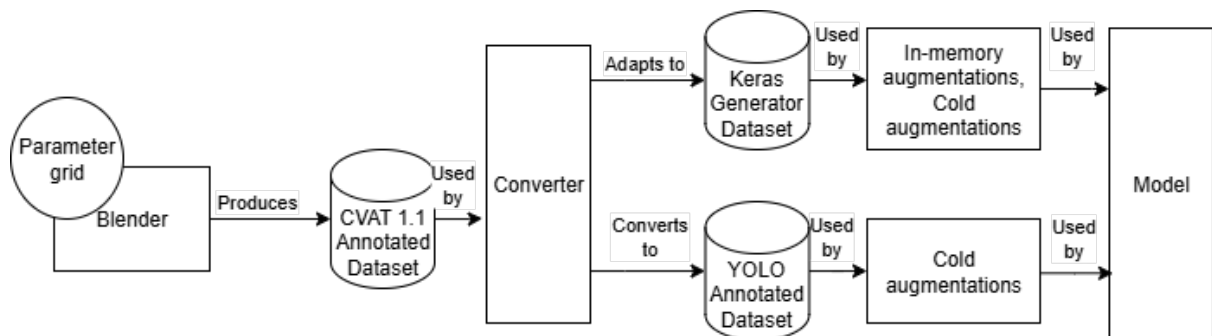 Parameter
grid
Blender
Produces
CVAT 1.1
Annotated
Dataset
Used
by
Converter
Adapts to
Keras
Generator
Dataset
Used
by
In-memory
augmentations,
Cold
augmentations
Used
by
Converts
to
YOLO
Annotated
Dataset
Used
by
Cold
augmentations
Used
by
Model